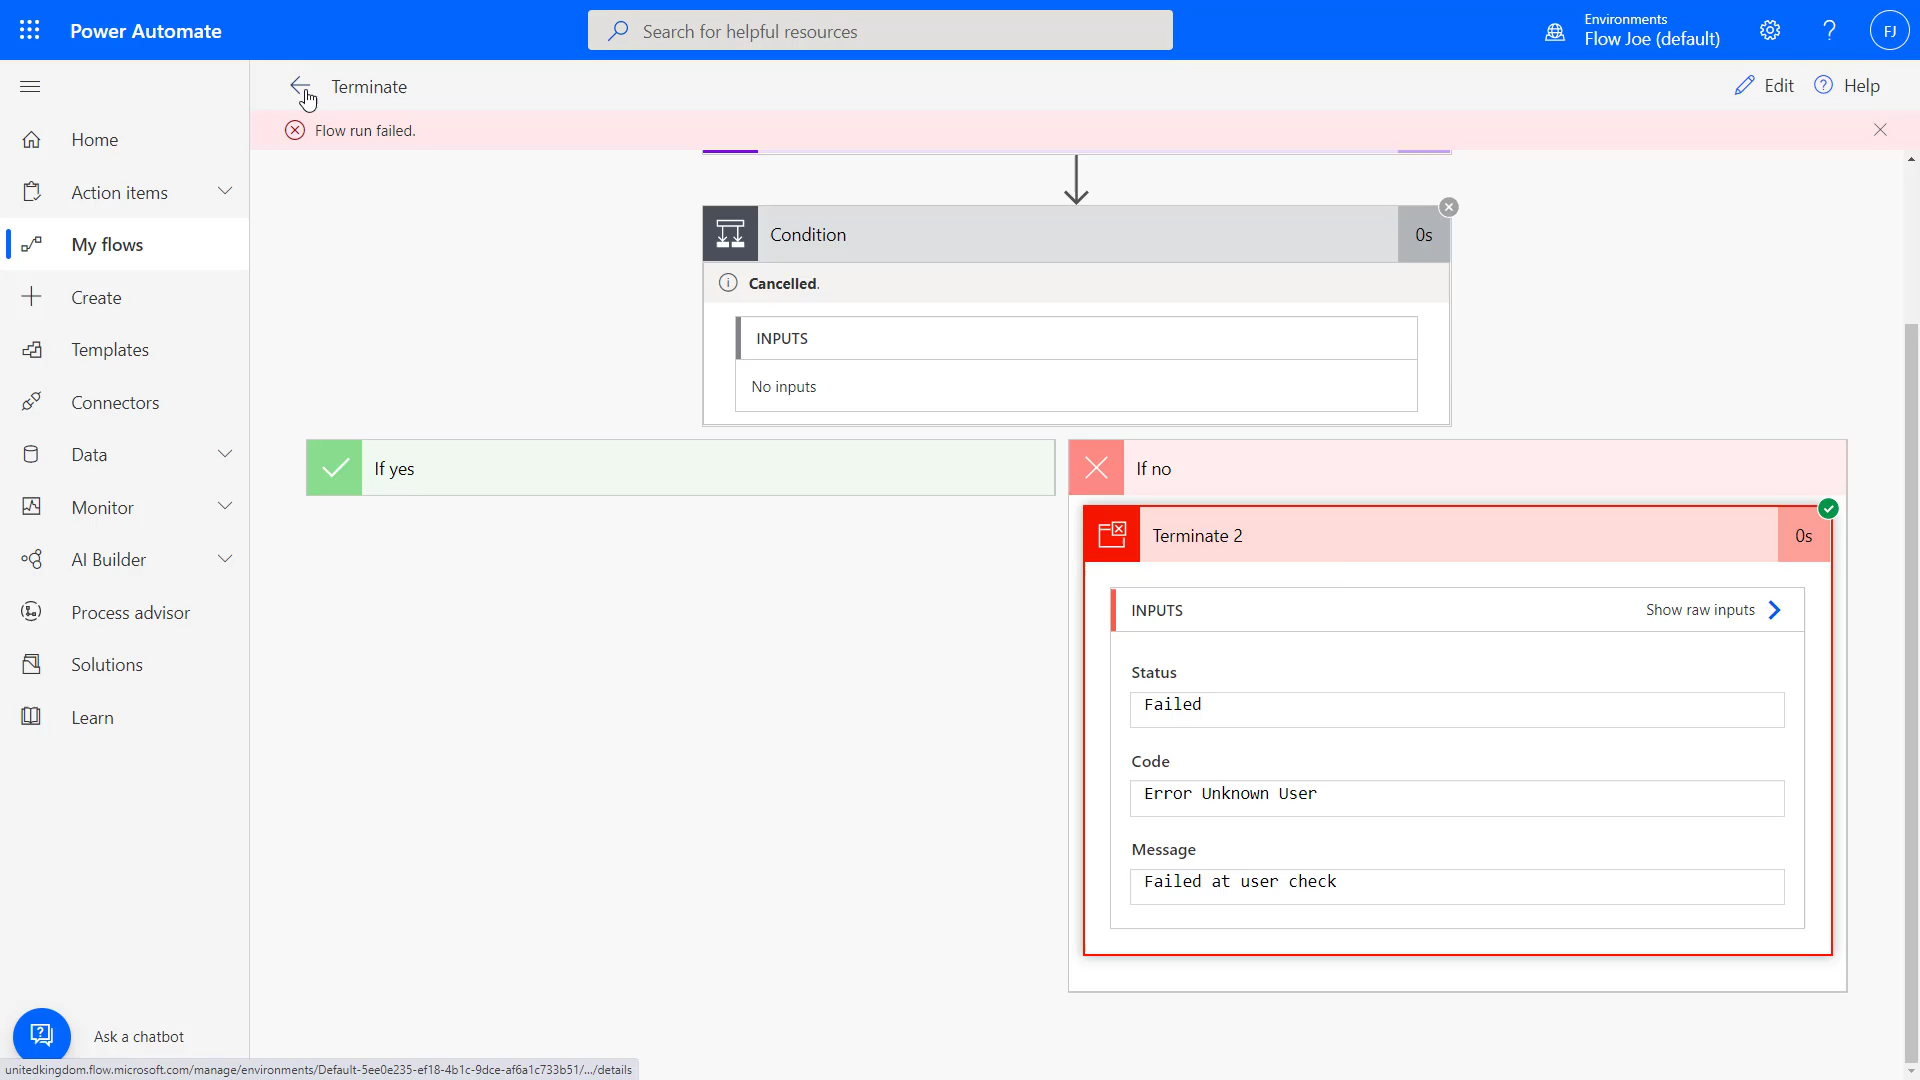 Power Automate
Search for helpful resources
Environments
Flow Joe (default)
?
FJ
Terminate
Edit
Help
Flow run failed.
Home
Action items
My flows
Create
Templates
Connectors
Data
Monitor
AI Builder
Process advisor
Solutions
Learn
Condition
0s
Cancelled.
INPUTS
No inputs
If yes
If no
Terminate 2
0s
INPUTS
Show raw inputs
Status
Failed
Code
Error Unknown User
Message
Failed at user check
Ask a chatbot
unitedkingdom.flow.microsoft.com/manage/environments/Default-5ee0e235-ef18-4b1c-9dce-af6a1c733b51/.../details